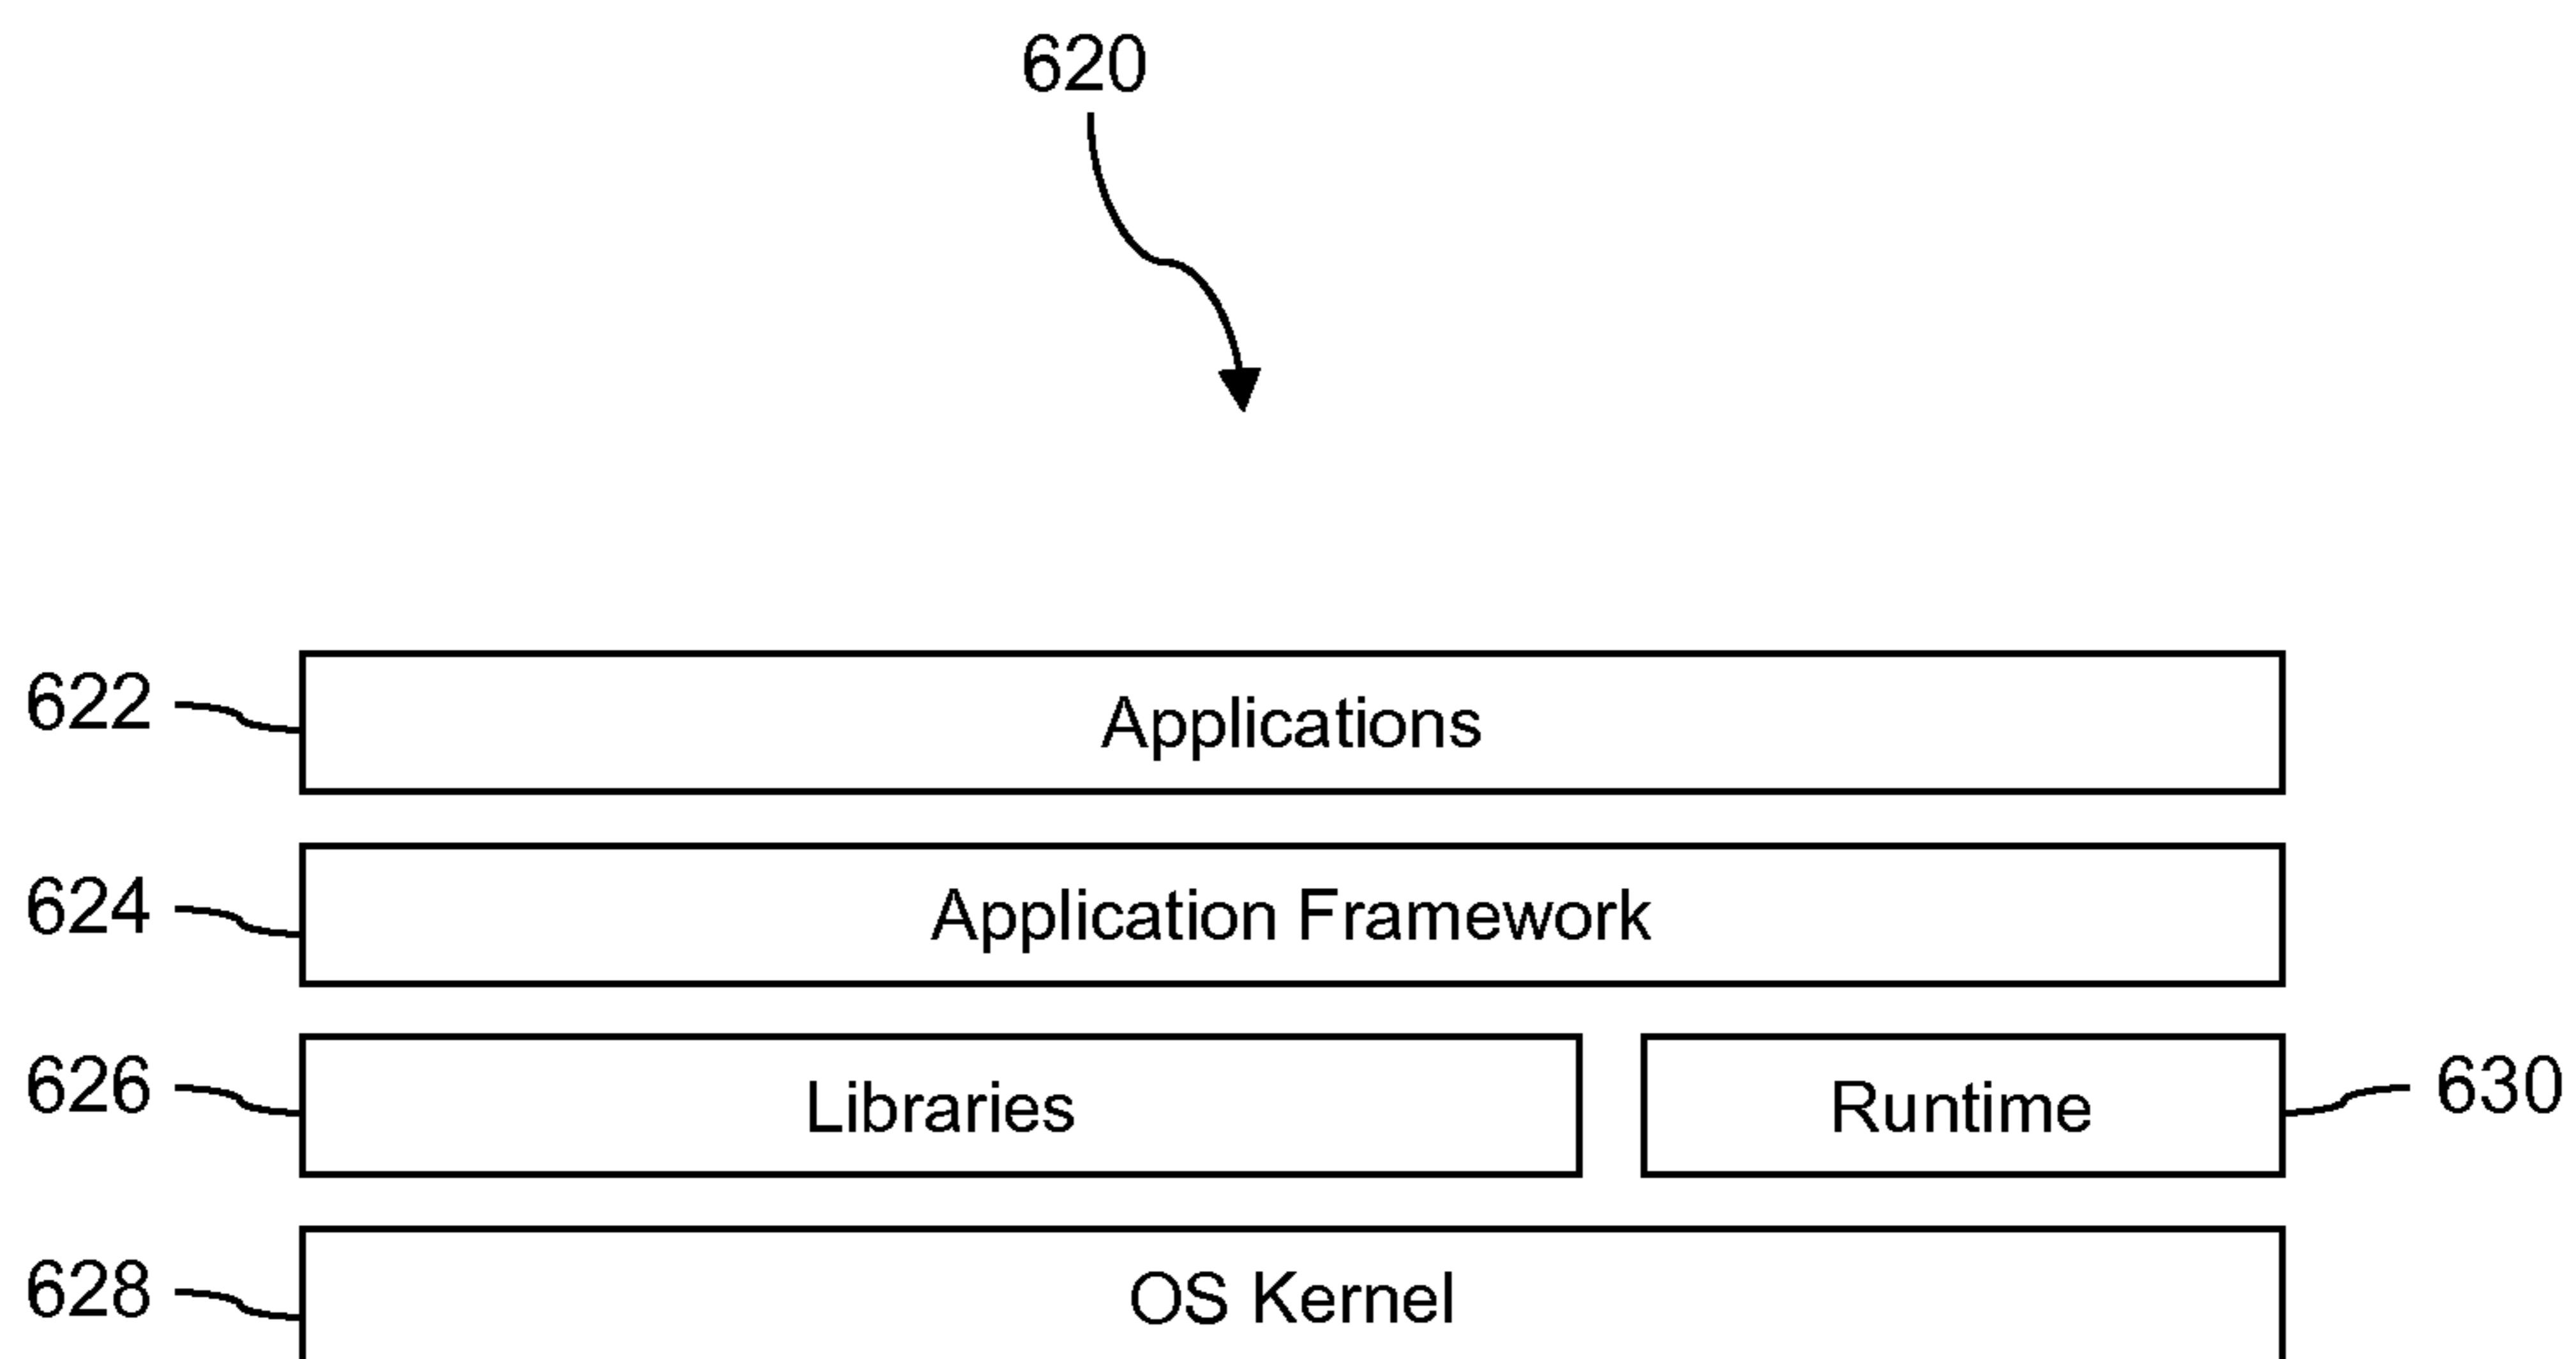 620
622 Applications
624 Application Framework
626 Libraries Runtime 630
628 OS Kernel